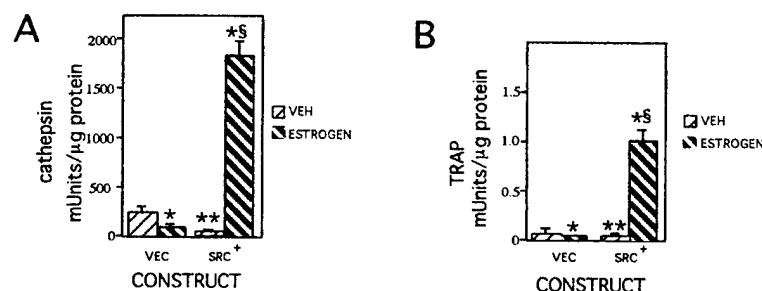 A
cathepsin
mUnits/µg protein
2000
1500
1000
500
0
*
**
*§
VEC
SRC+
CONSTRUCT
VEH
ESTROGEN
B
TRAP
mUnits/µg protein
1.5
1.0
0.5
0
*
**
*§
VEC
SRC+
CONSTRUCT
VEH
ESTROGEN